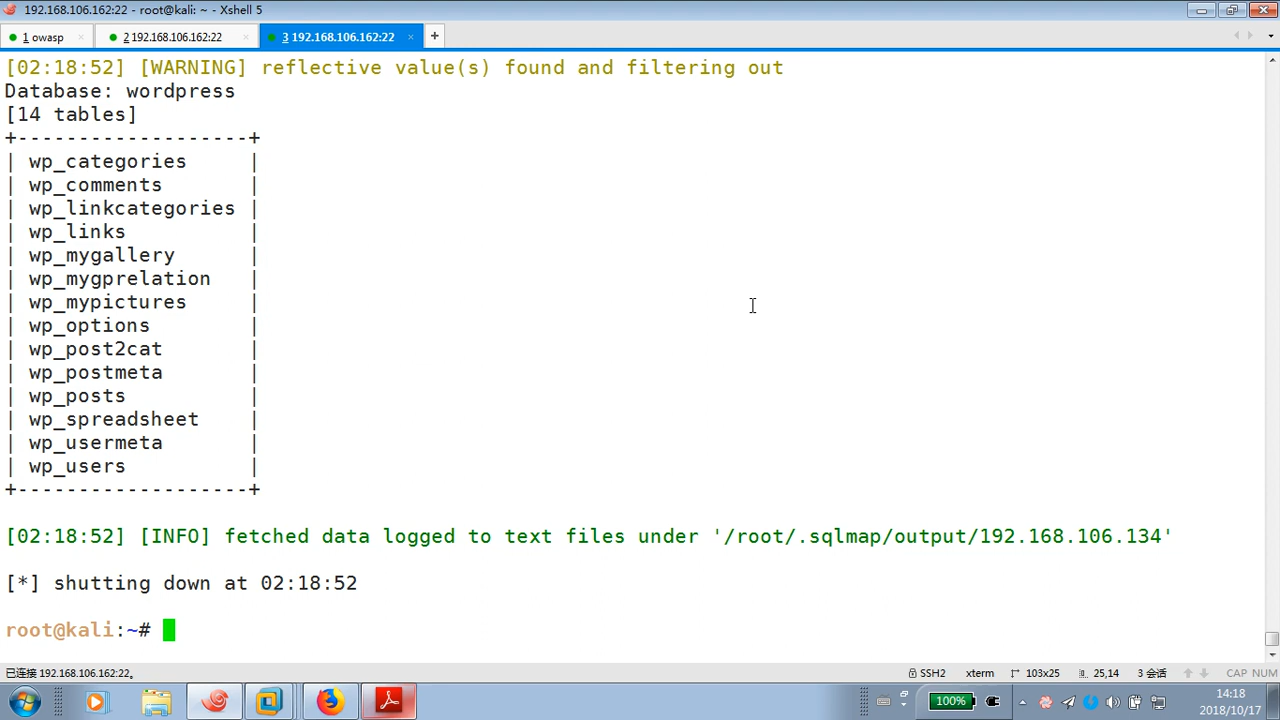 192.168.106.162:22 - root@kali: ~ - Xshell 5
1 owasp × 2 192.168.106.162:22 × 3 192.168.106.162:22 × +
[02:18:52] [WARNING] reflective value(s) found and filtering out
Database: wordpress
[14 tables]
+-------------------+
| wp_categories |
| wp_comments |
| wp_linkcategories |
| wp_links |
| wp_mygallery |
| wp_mygprelation |
| wp_mypictures |
| wp_options |
| wp_post2cat |
| wp_postmeta |
| wp_posts |
| wp_spreadsheet |
| wp_usermeta |
| wp_users |
+-------------------+
[02:18:52] [INFO] fetched data logged to text files under '/root/.sqlmap/output/192.168.106.134'
[*] shutting down at 02:18:52
root@kali:~#
已连接 192.168.106.162:22。 SSH2 xterm 103x25 25,14 3 会话 CAP NUM
100% 14:18
2018/10/17